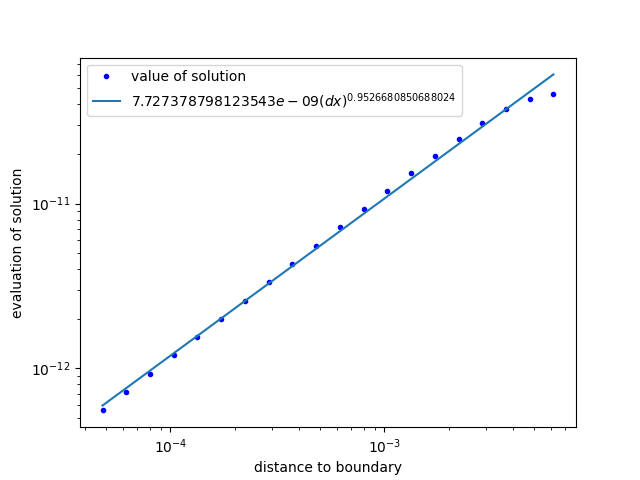 value of solution
7.727378798123543e − 09(dx)^0.9526680850688024
10^−11
10^−12
evaluation of solution
10^−4
10^−3
distance to boundary